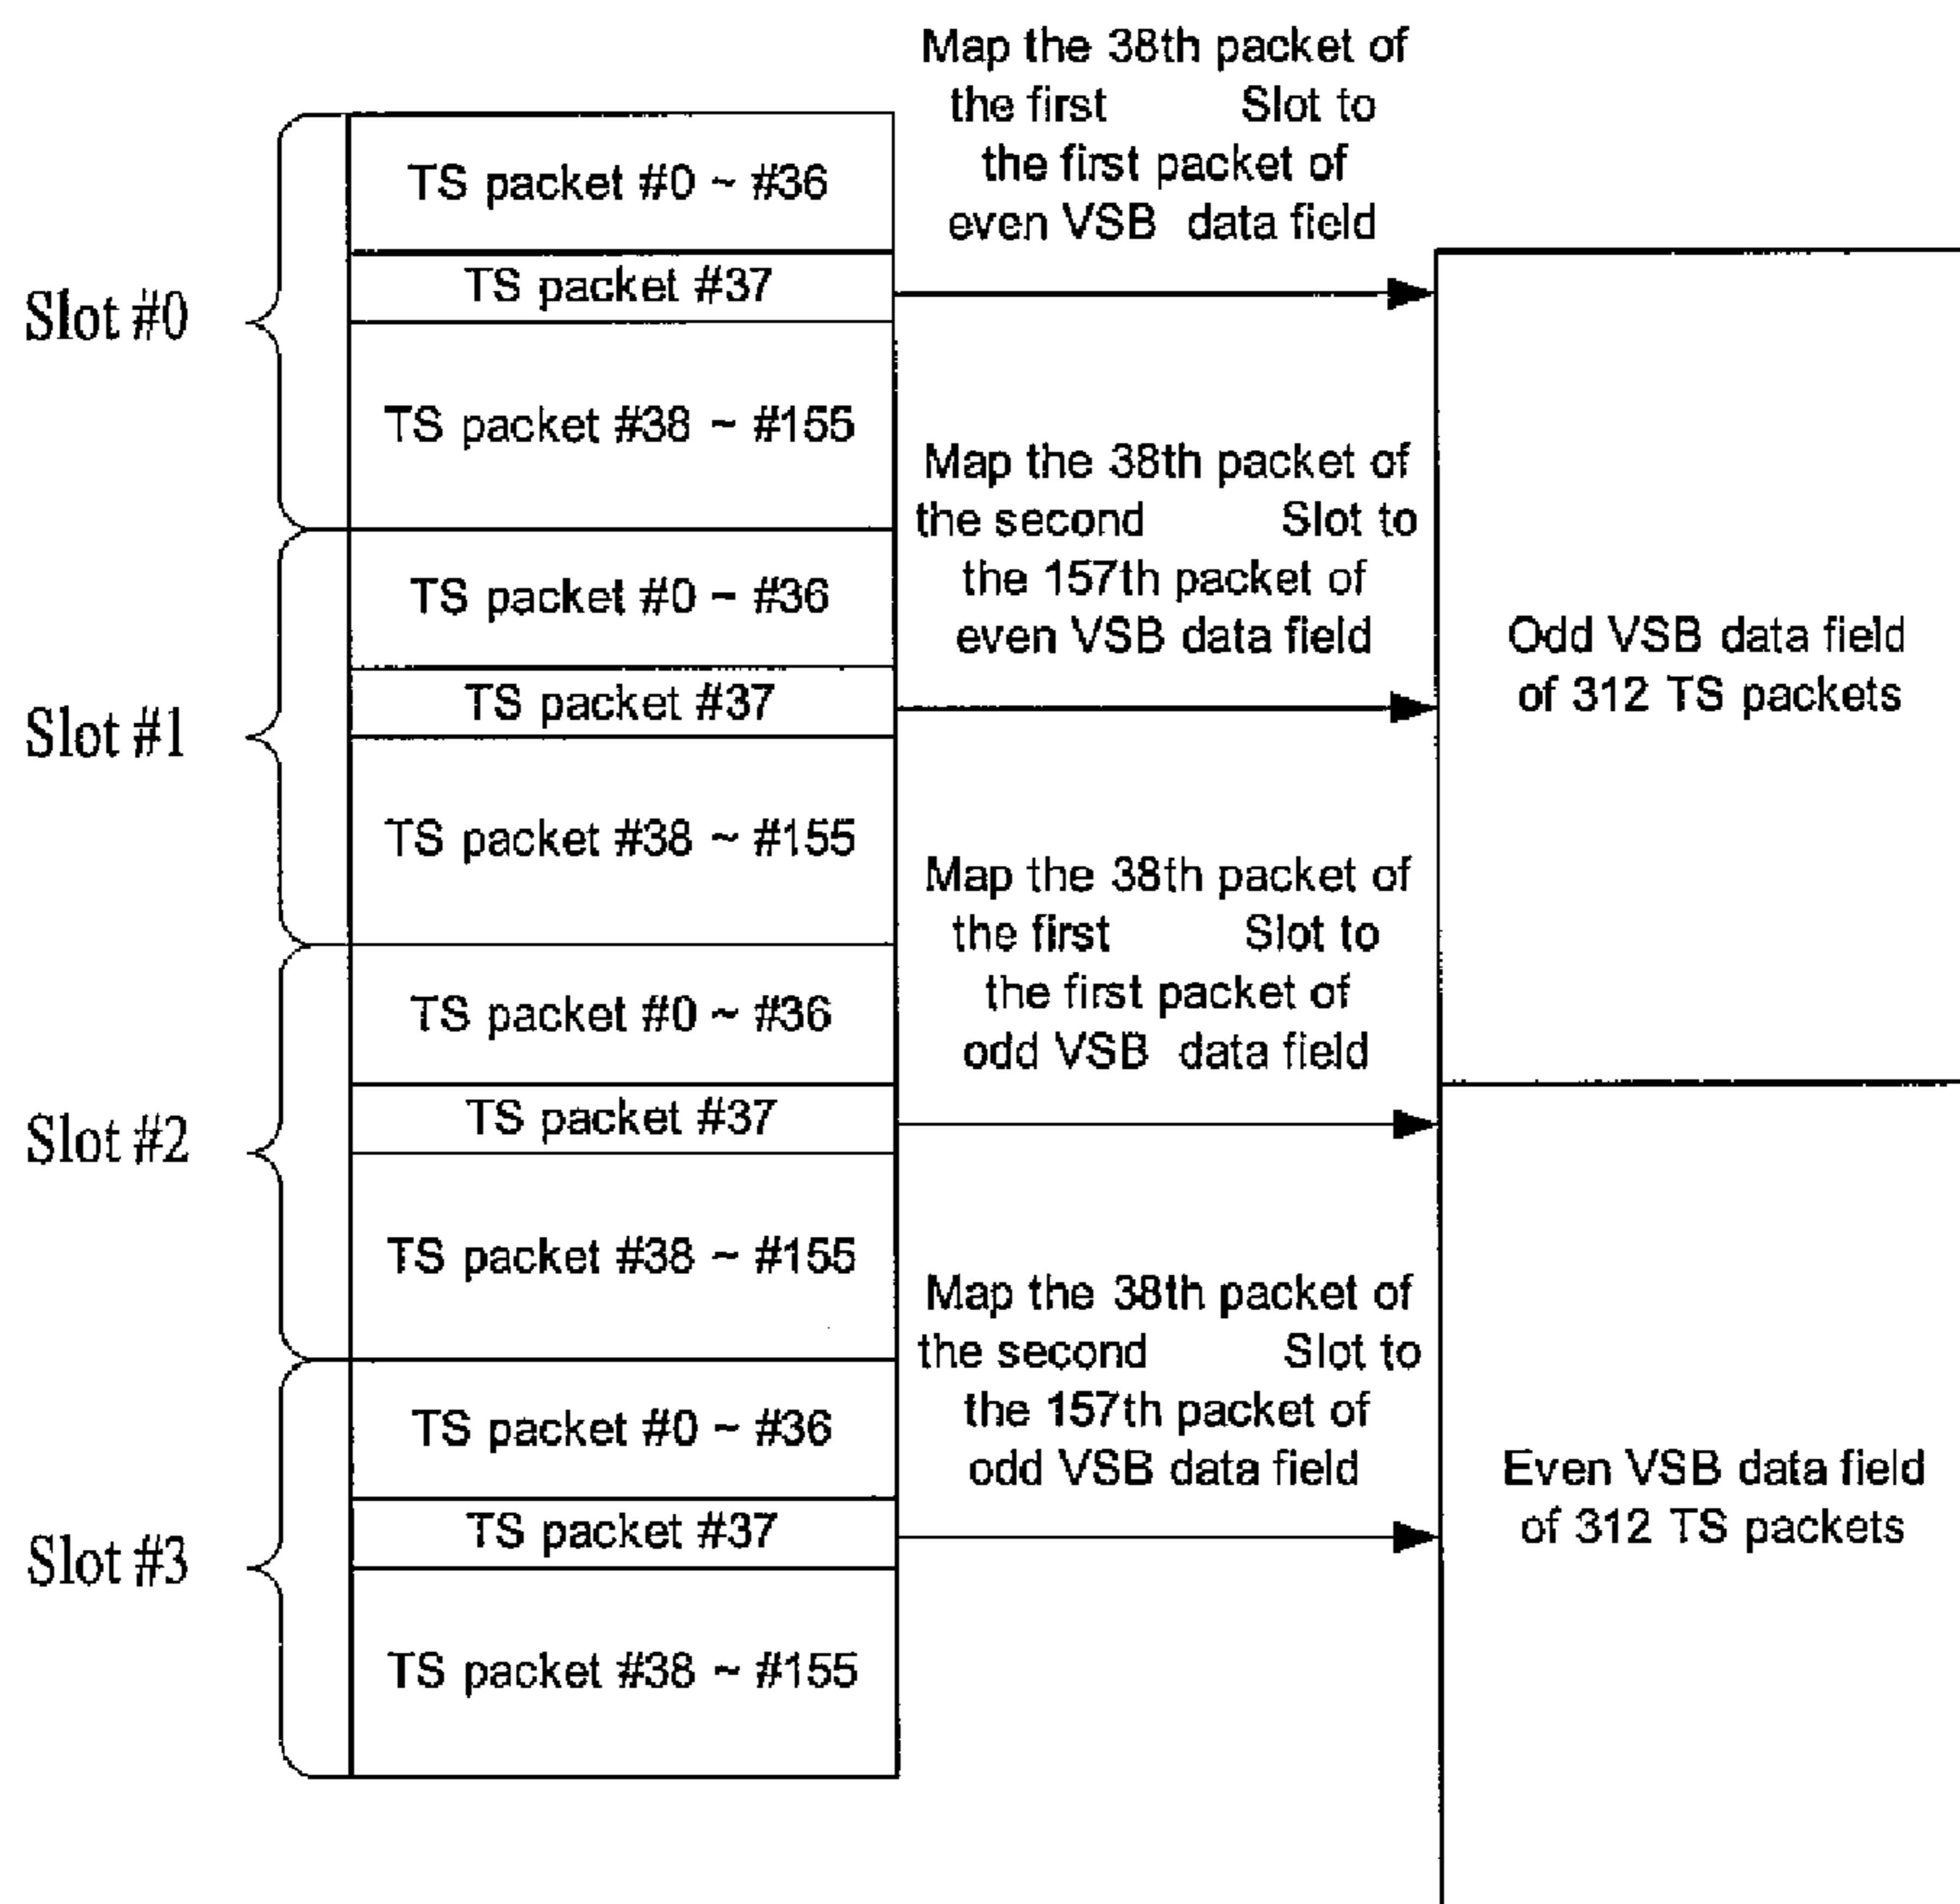 Map the 38th packet of
the first Slot to
the first packet of
even VSB data field
TS packet #0 ~ #36
TS packet #37
Slot #0
TS packet #38 ~ #155
Map the 38th packet of
the second Slot to
the 157th packet of
even VSB data field
TS packet #0 ~ #36
Odd VSB data field
of 312 TS packets
TS packet #37
Slot #1
TS packet #38 ~ #155
Map the 38th packet of
the first Slot to
the first packet of
odd VSB data field
TS packet #0 ~ #36
TS packet #37
Slot #2
TS packet #38 ~ #155
Map the 38th packet of
the second Slot to
the 157th packet of
odd VSB data field
TS packet #0 ~ #36
Even VSB data field
of 312 TS packets
TS packet #37
Slot #3
TS packet #38 ~ #155